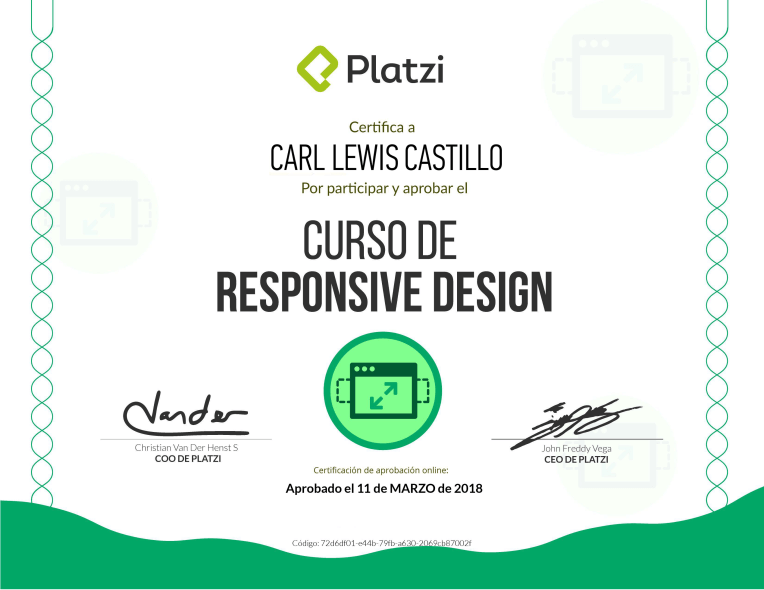 Platzi
Certifica a
CARL LEWIS CASTILLO
Por participar y aprobar el
CURSO DE
RESPONSIVE DESIGN
Vander
Christian Van Der Henst S
COO DE PLATZI
John Freddy Vega
CEO DE PLATZI
Certificación de aprobación online:
Aprobado el 11 de MARZO de 2018
Código: 72d6df01-e44b-79fb-a630-2069cb87002f